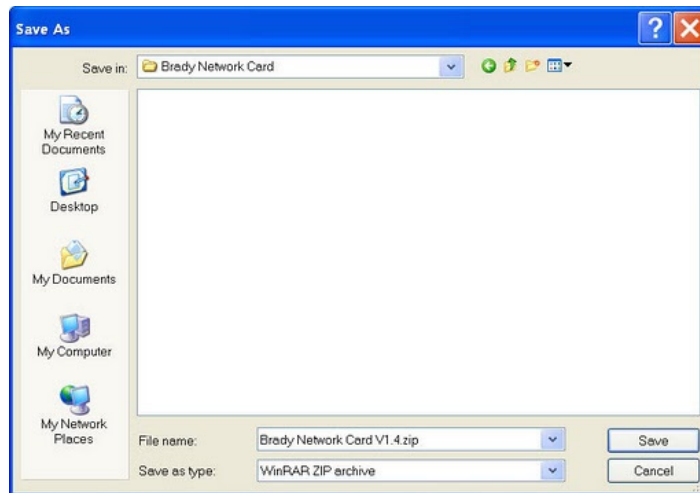 Save As
Save in:
Brady Network Card
My Recent
Documents
Desktop
My Documents
My Computer
My Network
Places
File name:
Brady Network Card V1.4.zip
Save
Save as type:
WinRAR ZIP archive
Cancel